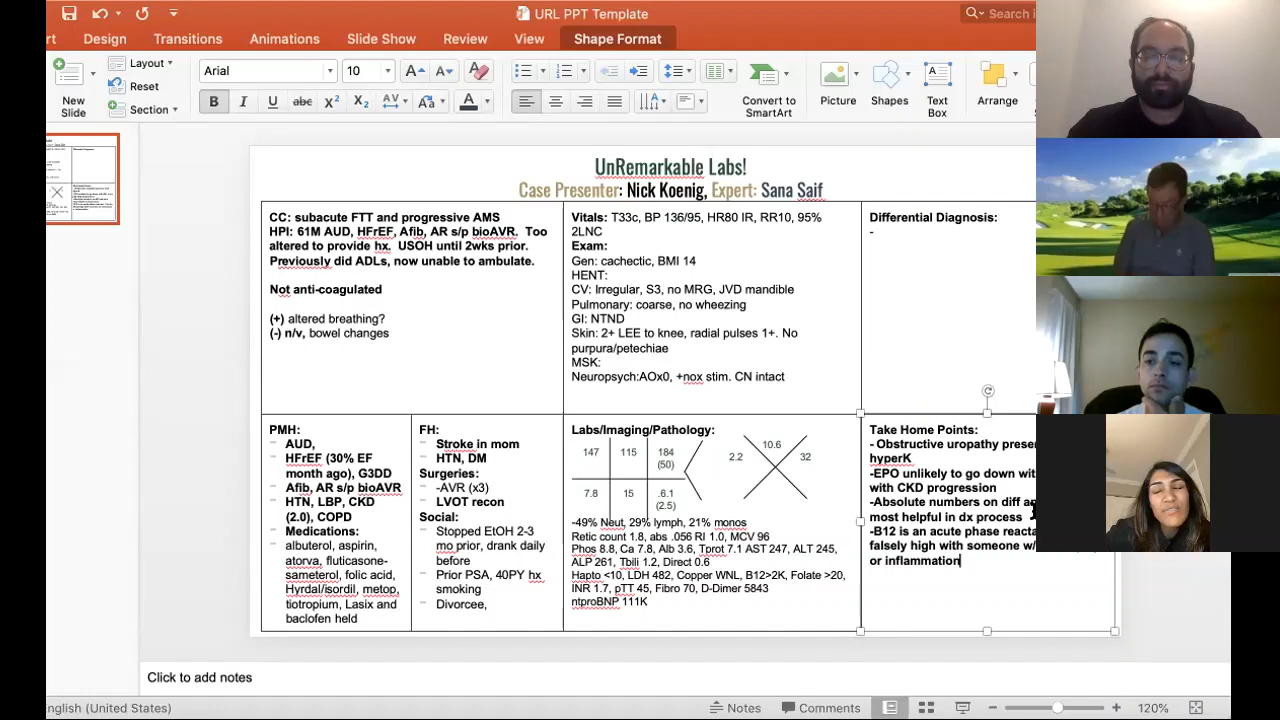 URL PPT Template
Search i
rt
Design
Transitions
Animations
Slide Show
Review
View
Shape Format
New
Slide
Layout
Reset
Section
Arial
10
Convert to
SmartArt
Picture
Shapes
Text
Box
Arrange
UnRemarkable Labs!
Case Presenter: Nick Koenig, Expert: Sana Saif
CC: subacute FTT and progressive AMS
HPI: 61M AUD, HFrEF, Afib, AR s/p bioAVR. Too
altered to provide hx. USOH until 2wks prior.
Previously did ADLs, now unable to ambulate.
Not anti-coagulated
(+) altered breathing?
(-) n/v, bowel changes
Vitals: T33c, BP 136/95, HR80 IR, RR10, 95%
2LNC
Exam:
Gen: cachectic, BMI 14
HENT:
CV: Irregular, S3, no MRG, JVD mandible
Pulmonary: coarse, no wheezing
GI: NTND
Skin: 2+ LEE to knee, radial pulses 1+. No
purpura/petechiae
MSK:
Neuropsych:AOx0, +nox stim. CN intact
Differential Diagnosis:
-
PMH:
- AUD,
- HFrEF (30% EF
month ago), G3DD
- Afib, AR s/p bioAVR
- HTN, LBP, CKD
(2.0), COPD
- Medications:
- albuterol, aspirin,
atorva, fluticasone-
sameterol, folic acid,
Hyrdal/isordil, metop,
tiotropium, Lasix and
baclofen held
FH:
- Stroke in mom
- HTN, DM
Surgeries:
- -AVR (x3)
- LVOT recon
Social:
- Stopped EtOH 2-3
mo prior, drank daily
before
- Prior PSA, 40PY hx
smoking
- Divorcee,
Labs/Imaging/Pathology:
147
115
184
(50)
7.8
15
.6.1
(2.5)
10.6
2.2
32
-49% Neut, 29% lymph, 21% monos
Retic count 1.8, abs .056 RI 1.0, MCV 96
Phos 8.8, Ca 7.8, Alb 3.6, Tprot 7.1 AST 247, ALT 245,
ALP 261, Tbili 1.2, Direct 0.6
Hapto <10, LDH 482, Copper WNL, B12>2K, Folate >20,
INR 1.7, pTT 45, Fibro 70, D-Dimer 5843
ntproBNP 111K
Take Home Points:
- Obstructive uropathy prese
hyperK
-EPO unlikely to go down wit
with CKD progression
-Absolute numbers on diff a
most helpful in dx process
-B12 is an acute phase reacta
falsely high with someone w/
or inflammation
Click to add notes
nglish (United States)
Notes
Comments
120%